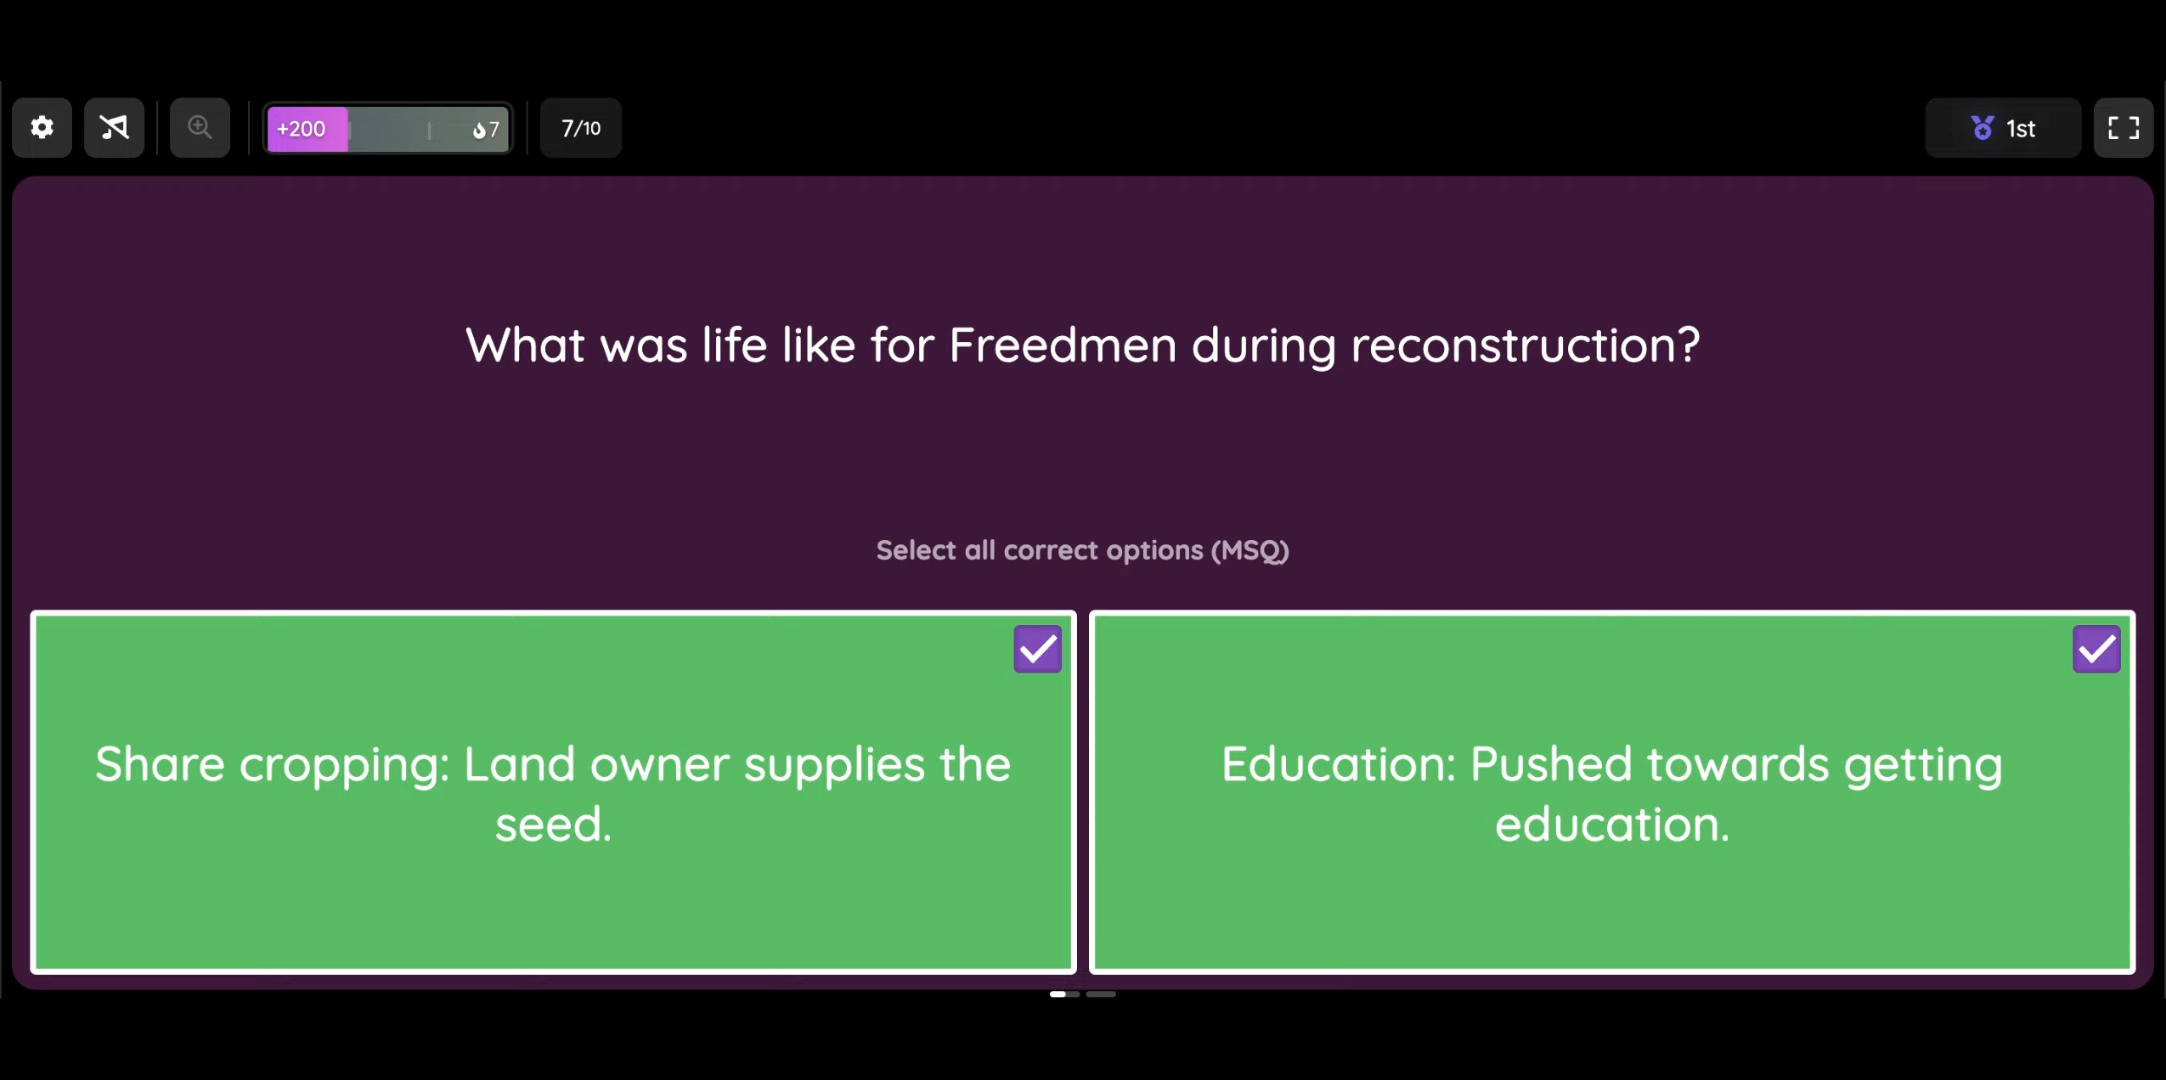 +200
7
7/10
1st
What was life like for Freedmen during reconstruction?
Select all correct options (MSQ)
Share cropping: Land owner supplies the
seed.
Education: Pushed towards getting
education.